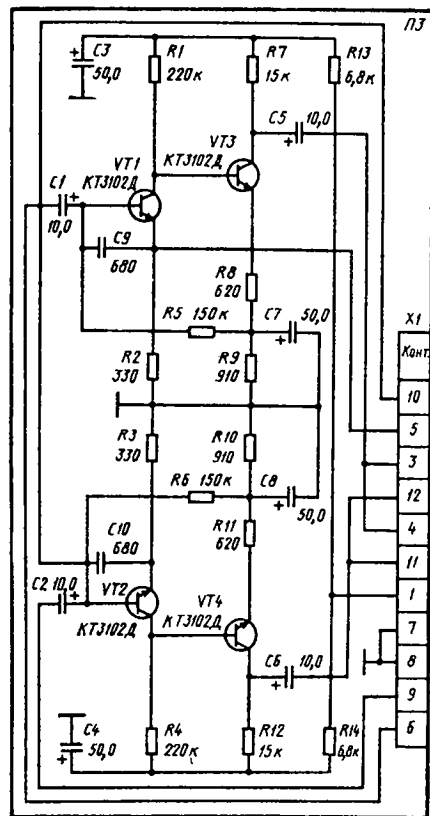 П3
C3
50,0
R1
220к
R7
15к
R13
6,8к
C5
10,0
VT3
VT1
КТ3102Д
КТ3102Д
C1
10,0
C9
680
R8
620
R5 150к
C7
50,0
X1
Конт.
R2
330
R9
910
10
5
R3
330
R10
910
3
R6 150к
C8
50,0
12
R11
620
4
C10
680
11
C2 10,0
VT2
VT4
1
КТ3102Д
КТ3102Д
7
C6
10,0
8
9
6
C4
50,0
R4
220к
R12
15к
R14
6,8к